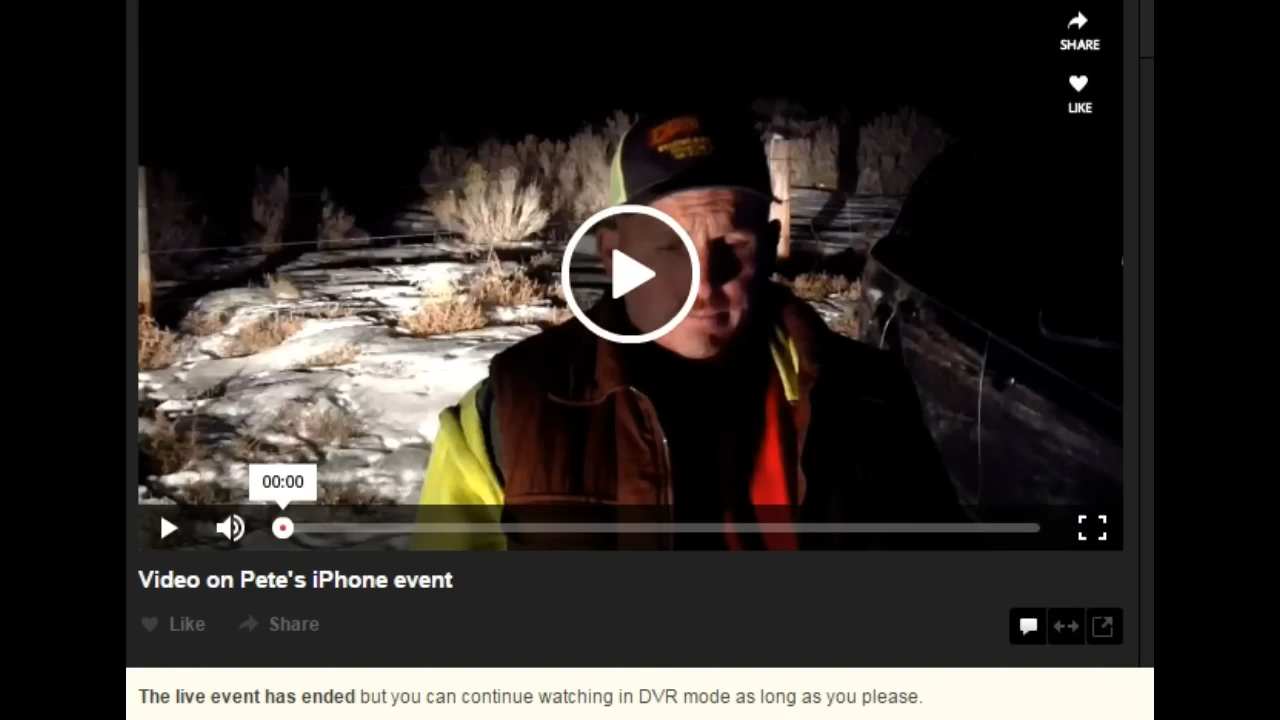 SHARE
LIKE
00:00
Video on Pete's iPhone event
Like
Share
The live event has ended but you can continue watching in DVR mode as long as you please.